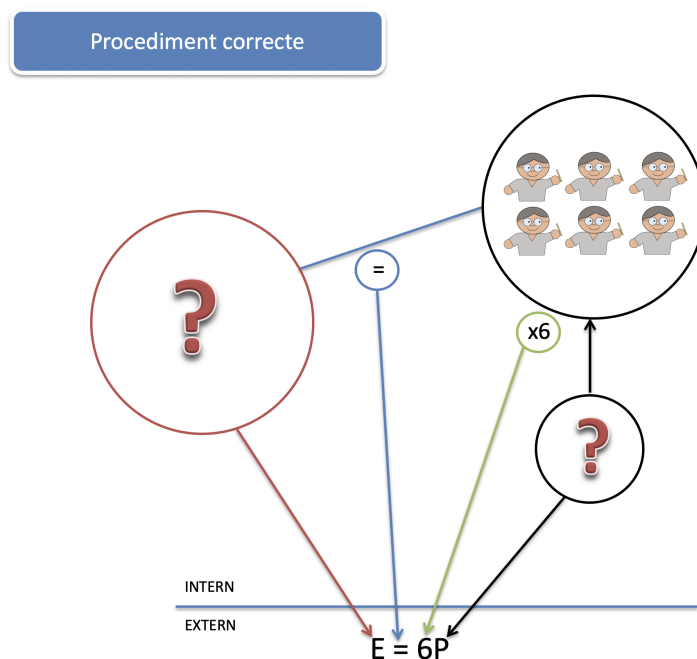 Procediment correcte
?
=
x6
?
INTERN
EXTERN
E = 6P